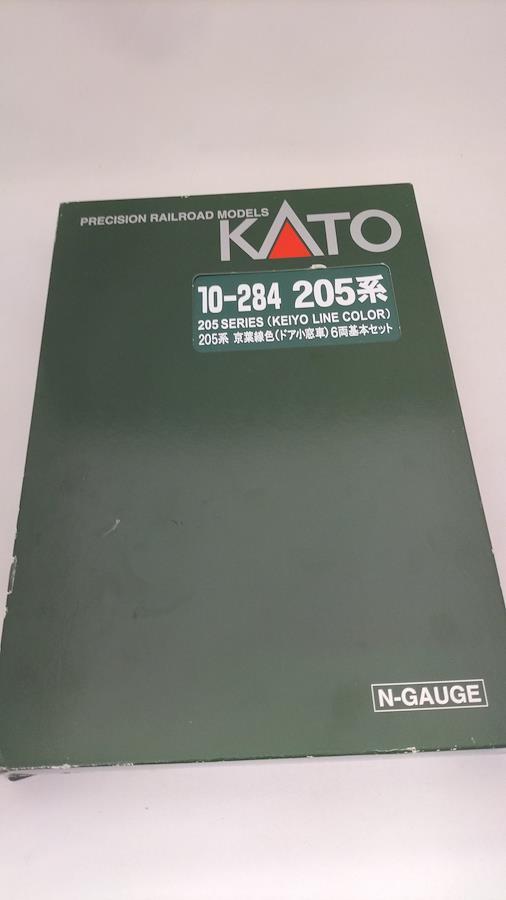 PRECISION RAILROAD MODELS
KATO
10-284 205系
205 SERIES (KEIYO LINE COLOR)
205系 京葉線色(ドア小窓車)6両基本セット
N-GAUGE